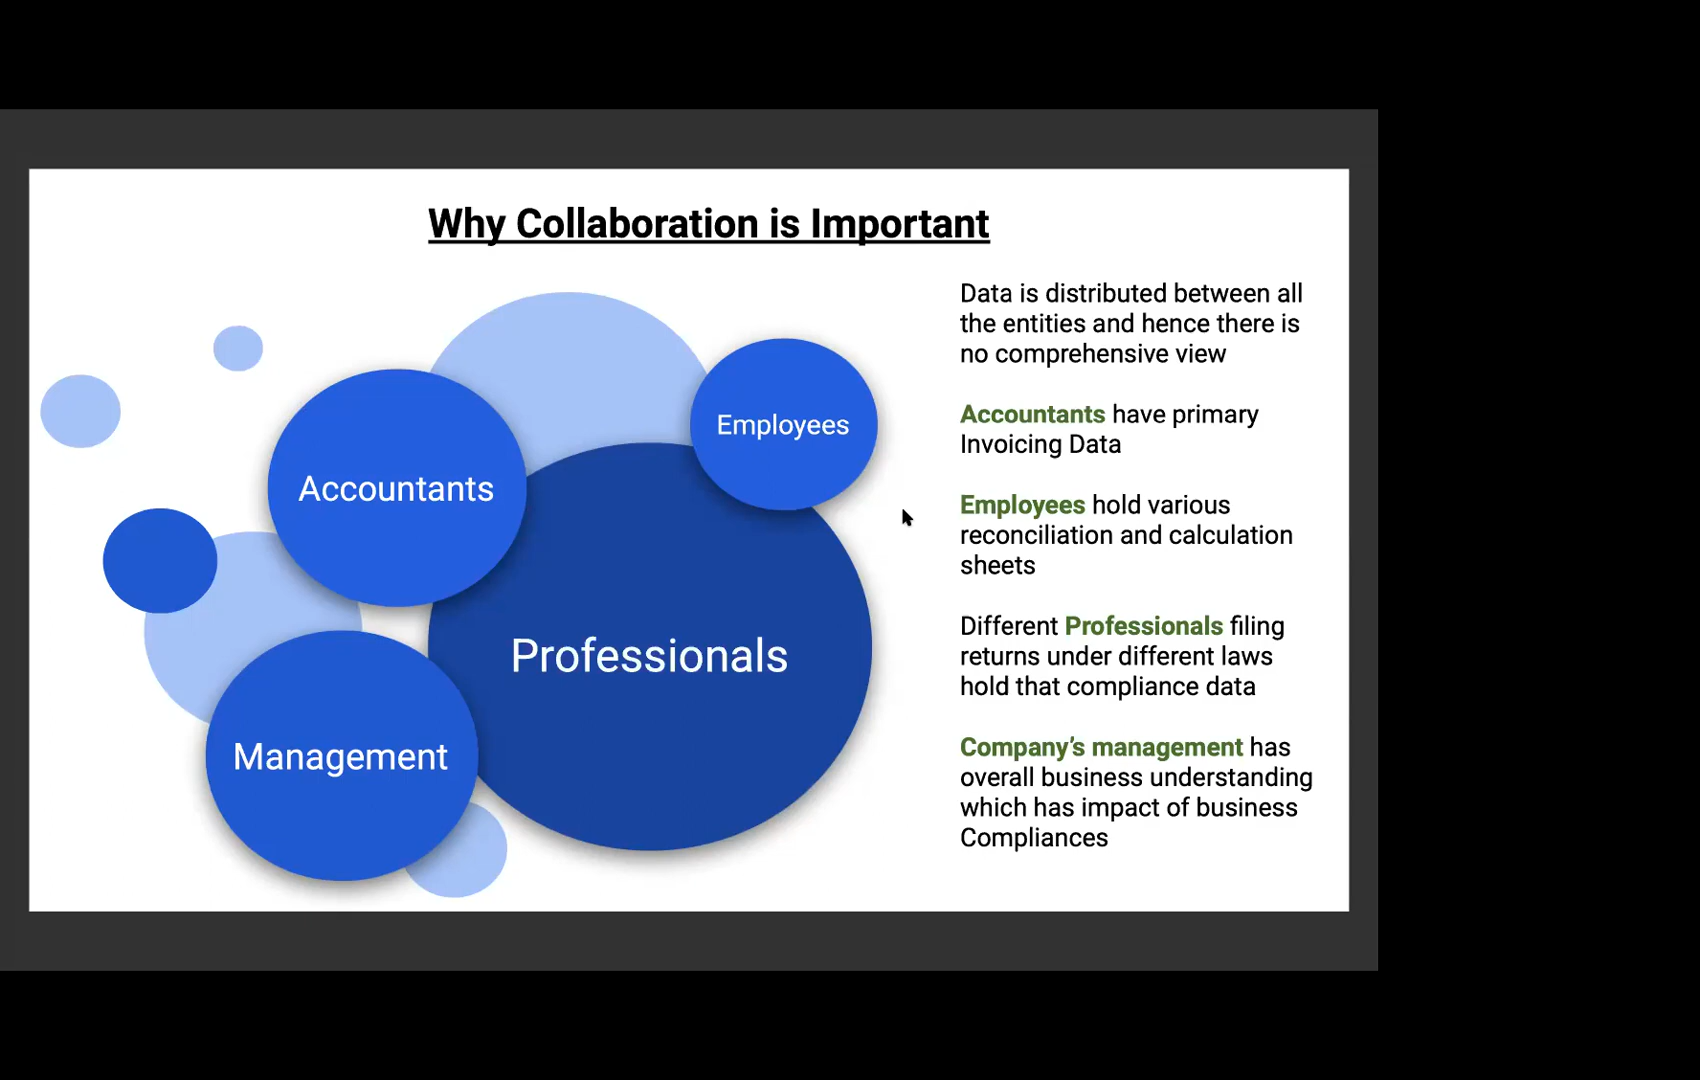 Why Collaboration is Important
Data is distributed between all
the entities and hence there is
no comprehensive view
Accountants have primary
Invoicing Data
Employees hold various
reconciliation and calculation
sheets
Different Professionals filing
returns under different laws
hold that compliance data
Company’s management has
overall business understanding
which has impact of business
Compliances
Employees
Accountants
Professionals
Management